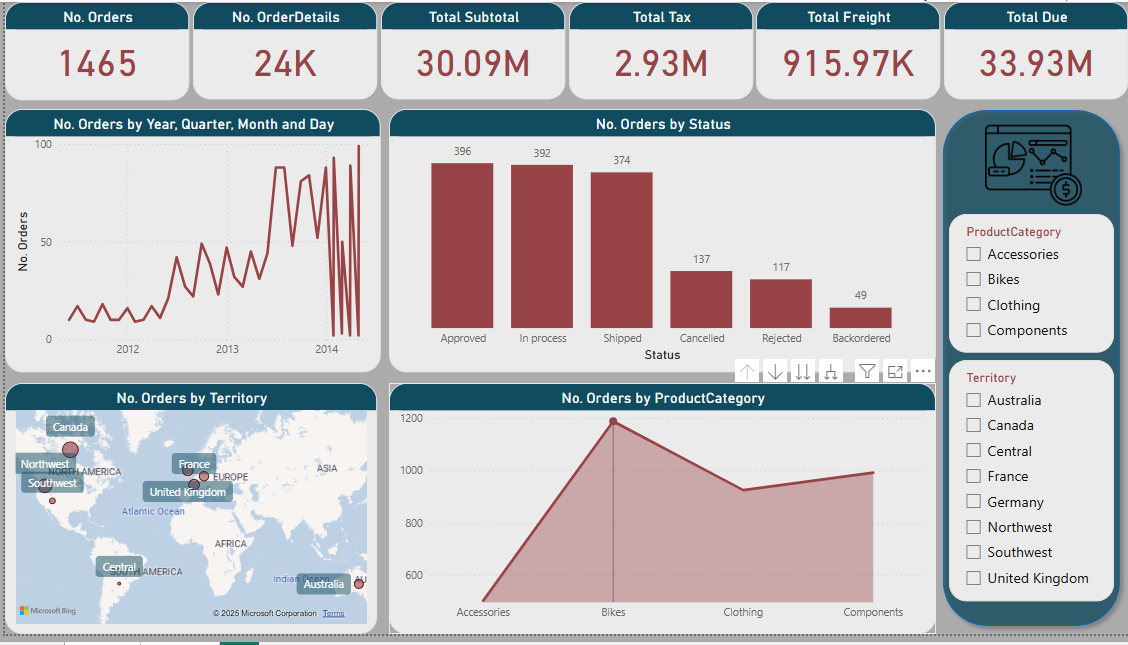 No. Orders
1465
No. OrderDetails
24K
Total Subtotal
30.09M
Total Tax
2.93M
Total Freight
915.97K
Total Due
33.93M
No. Orders by Year, Quarter, Month and Day
No. Orders
100
50
0
2012 2013 2014
No. Orders by Status
396
392
374
137
117
49
Approved In process Shipped Cancelled Rejected Backordered
Status
ProductCategory
Accessories
Bikes
Clothing
Components
Territory
Australia
Canada
Central
France
Germany
Northwest
Southwest
United Kingdom
No. Orders by Territory
Canada
Northwest
NORTH AMERICA
Southwest
France
EUROPE
ASIA
United Kingdom
Atlantic Ocean
AFRICA
Central
SOUTH AMERICA
Indian Ocean
Australia
AU
Microsoft Bing
© 2025 Microsoft Corporation Terms
No. Orders by ProductCategory
1200
1000
800
600
Accessories Bikes Clothing Components